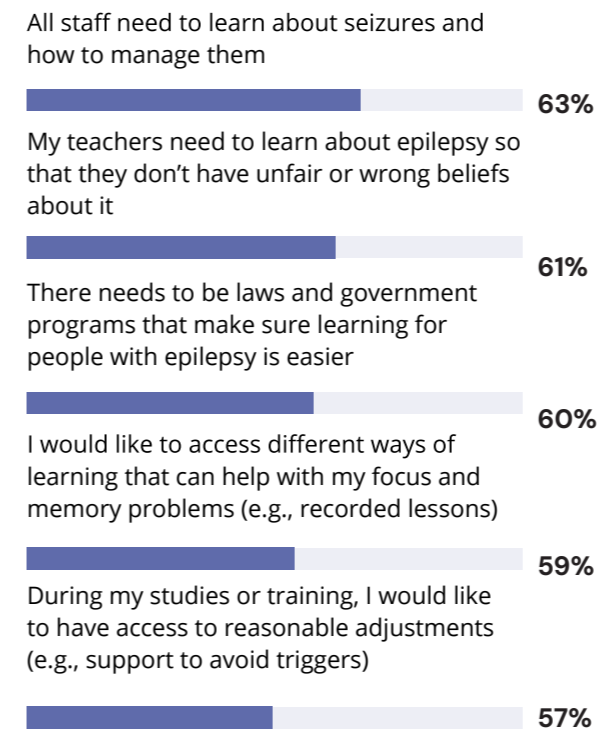 All staff need to learn about seizures and
how to manage them
63%
My teachers need to learn about epilepsy so
that they don’t have unfair or wrong beliefs
about it
61%
There needs to be laws and government
programs that make sure learning for
people with epilepsy is easier
60%
I would like to access different ways of
learning that can help with my focus and
memory problems (e.g., recorded lessons)
59%
During my studies or training, I would like
to have access to reasonable adjustments
(e.g., support to avoid triggers)
57%